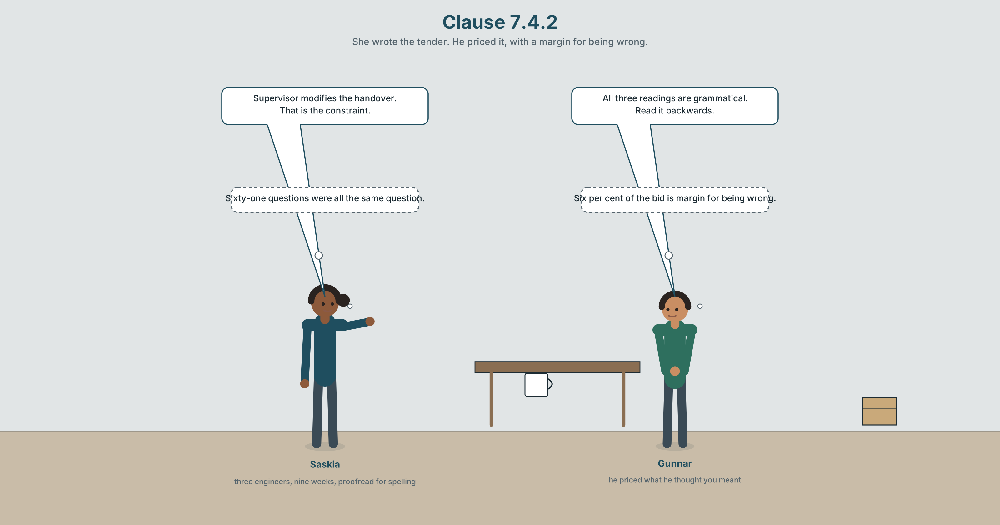 Clause 7.4.2
She wrote the tender. He priced it, with a margin for being wrong.
Supervisor modifies the handover.
That is the constraint.
All three readings are grammatical.
Read it backwards.
Sixty-one questions were all the same question.
Six per cent of the bid is margin for being wrong.
Saskia
three engineers, nine weeks, proofread for spelling
Gunnar
he priced what he thought you meant